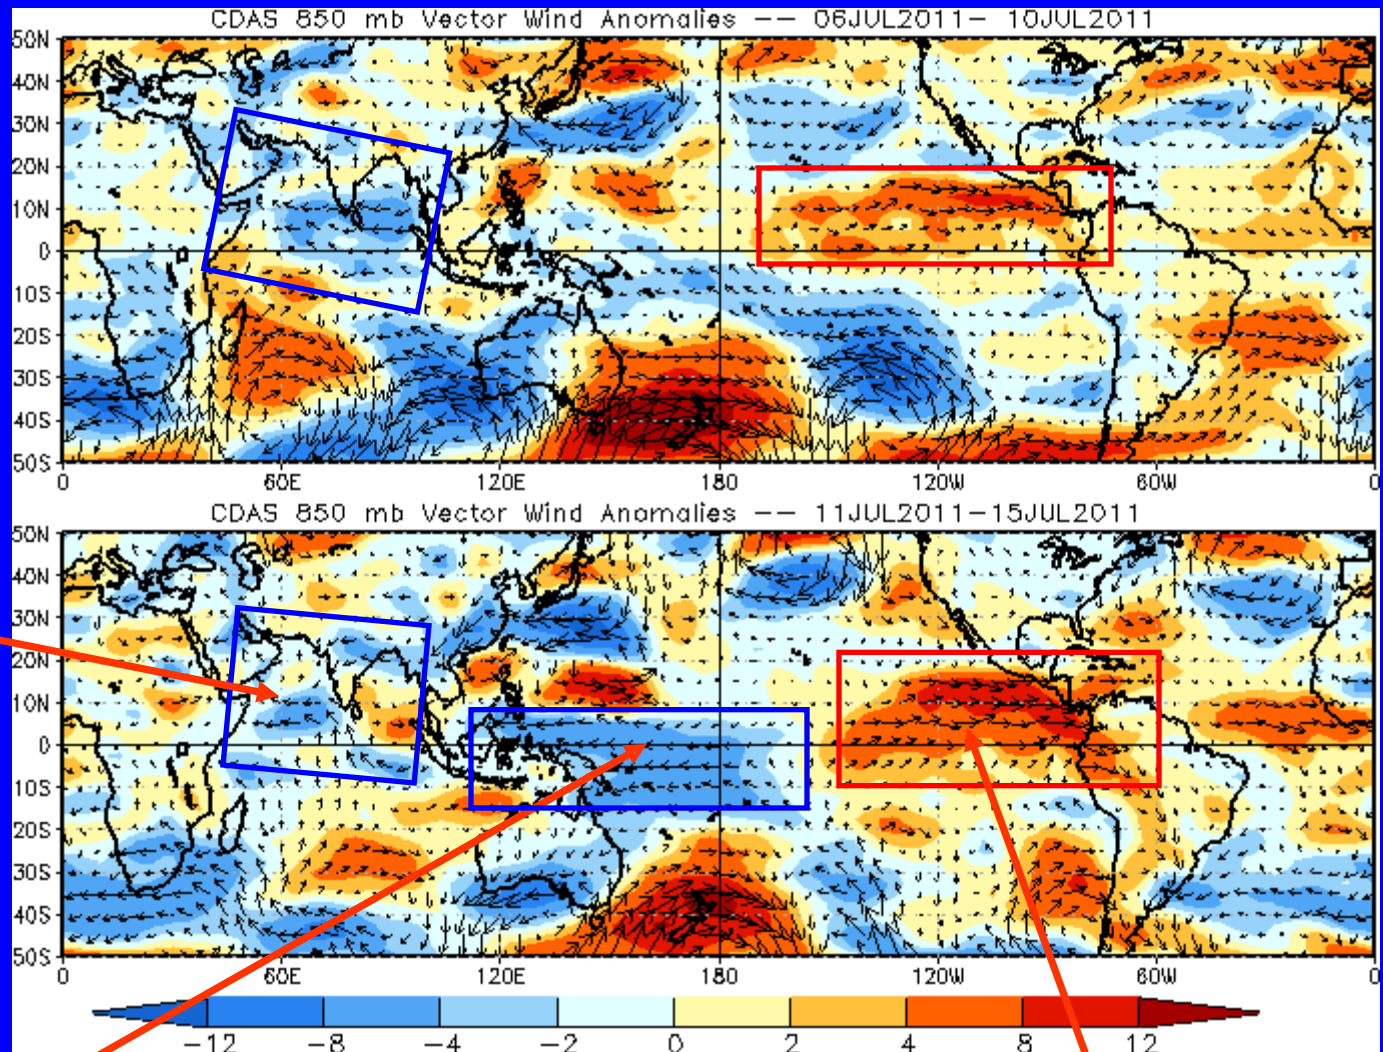 CDAS 850 mb Vector Wind Anomalies -- 06JUL2011- 10JUL2011
50N
40N
30N
20N
10N
0
10S
20S
30S
40S
50S
0 60E 120E 180 120W 60W 0
CDAS 850 mb Vector Wind Anomalies -- 11JUL2011-15JUL2011
50N
40N
30N
20N
10N
0
10S
20S
30S
40S
50S
0 60E 120E 180 120W 60W 0
-12 -8 -4 -2 0 2 4 8 12